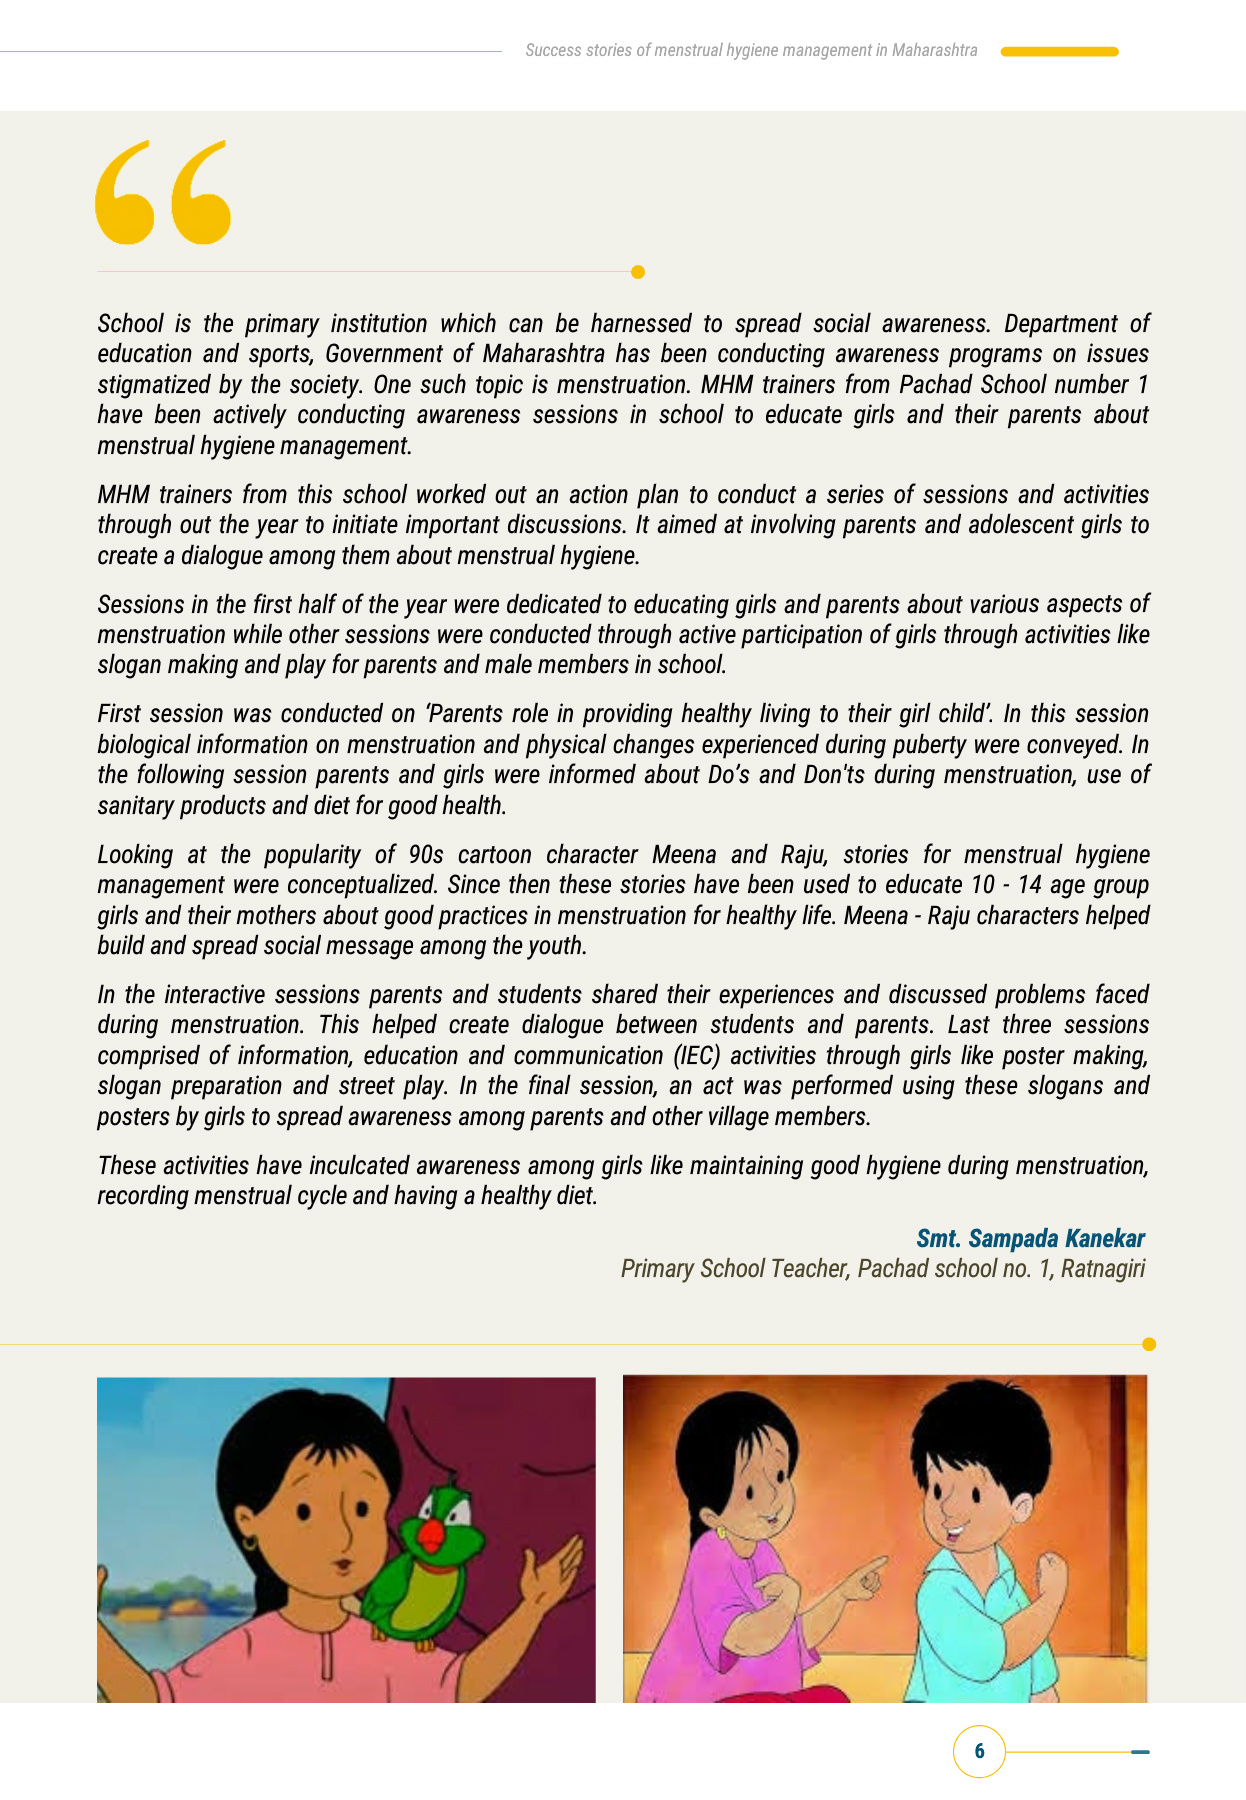 Success stories of menstrual hygiene management in Maharashtra
“
School is the primary institution which can be harnessed to spread social awareness. Department of
education and sports, Government of Maharashtra has been conducting awareness programs on issues
stigmatized by the society. One such topic is menstruation. MHM trainers from Pachad School number 1
have been actively conducting awareness sessions in school to educate girls and their parents about
menstrual hygiene management.
MHM trainers from this school worked out an action plan to conduct a series of sessions and activities
through out the year to initiate important discussions. It aimed at involving parents and adolescent girls to
create a dialogue among them about menstrual hygiene.
Sessions in the first half of the year were dedicated to educating girls and parents about various aspects of
menstruation while other sessions were conducted through active participation of girls through activities like
slogan making and play for parents and male members in school.
First session was conducted on ‘Parents role in providing healthy living to their girl child’. In this session
biological information on menstruation and physical changes experienced during puberty were conveyed. In
the following session parents and girls were informed about Do’s and Don'ts during menstruation, use of
sanitary products and diet for good health.
Looking at the popularity of 90s cartoon character Meena and Raju, stories for menstrual hygiene
management were conceptualized. Since then these stories have been used to educate 10 - 14 age group
girls and their mothers about good practices in menstruation for healthy life. Meena - Raju characters helped
build and spread social message among the youth.
In the interactive sessions parents and students shared their experiences and discussed problems faced
during menstruation. This helped create dialogue between students and parents. Last three sessions
comprised of information, education and communication (IEC) activities through girls like poster making,
slogan preparation and street play. In the final session, an act was performed using these slogans and
posters by girls to spread awareness among parents and other village members.
These activities have inculcated awareness among girls like maintaining good hygiene during menstruation,
recording menstrual cycle and having a healthy diet.
Smt. Sampada Kanekar
Primary School Teacher, Pachad school no. 1, Ratnagiri
6